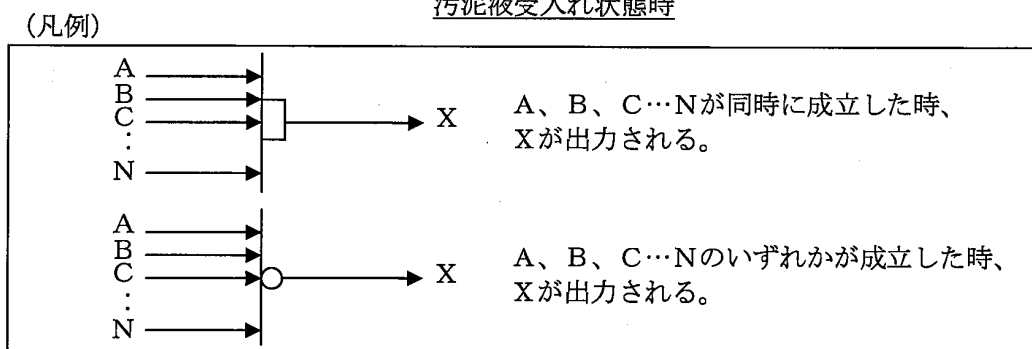 汚泥液受入れ状態時
(凡例)
A
B
C
⋮
N
X
A、B、C…Nが同時に成立した時、
Xが出力される。
A
B
C
⋮
N
X
A、B、C…Nのいずれかが成立した時、
Xが出力される。